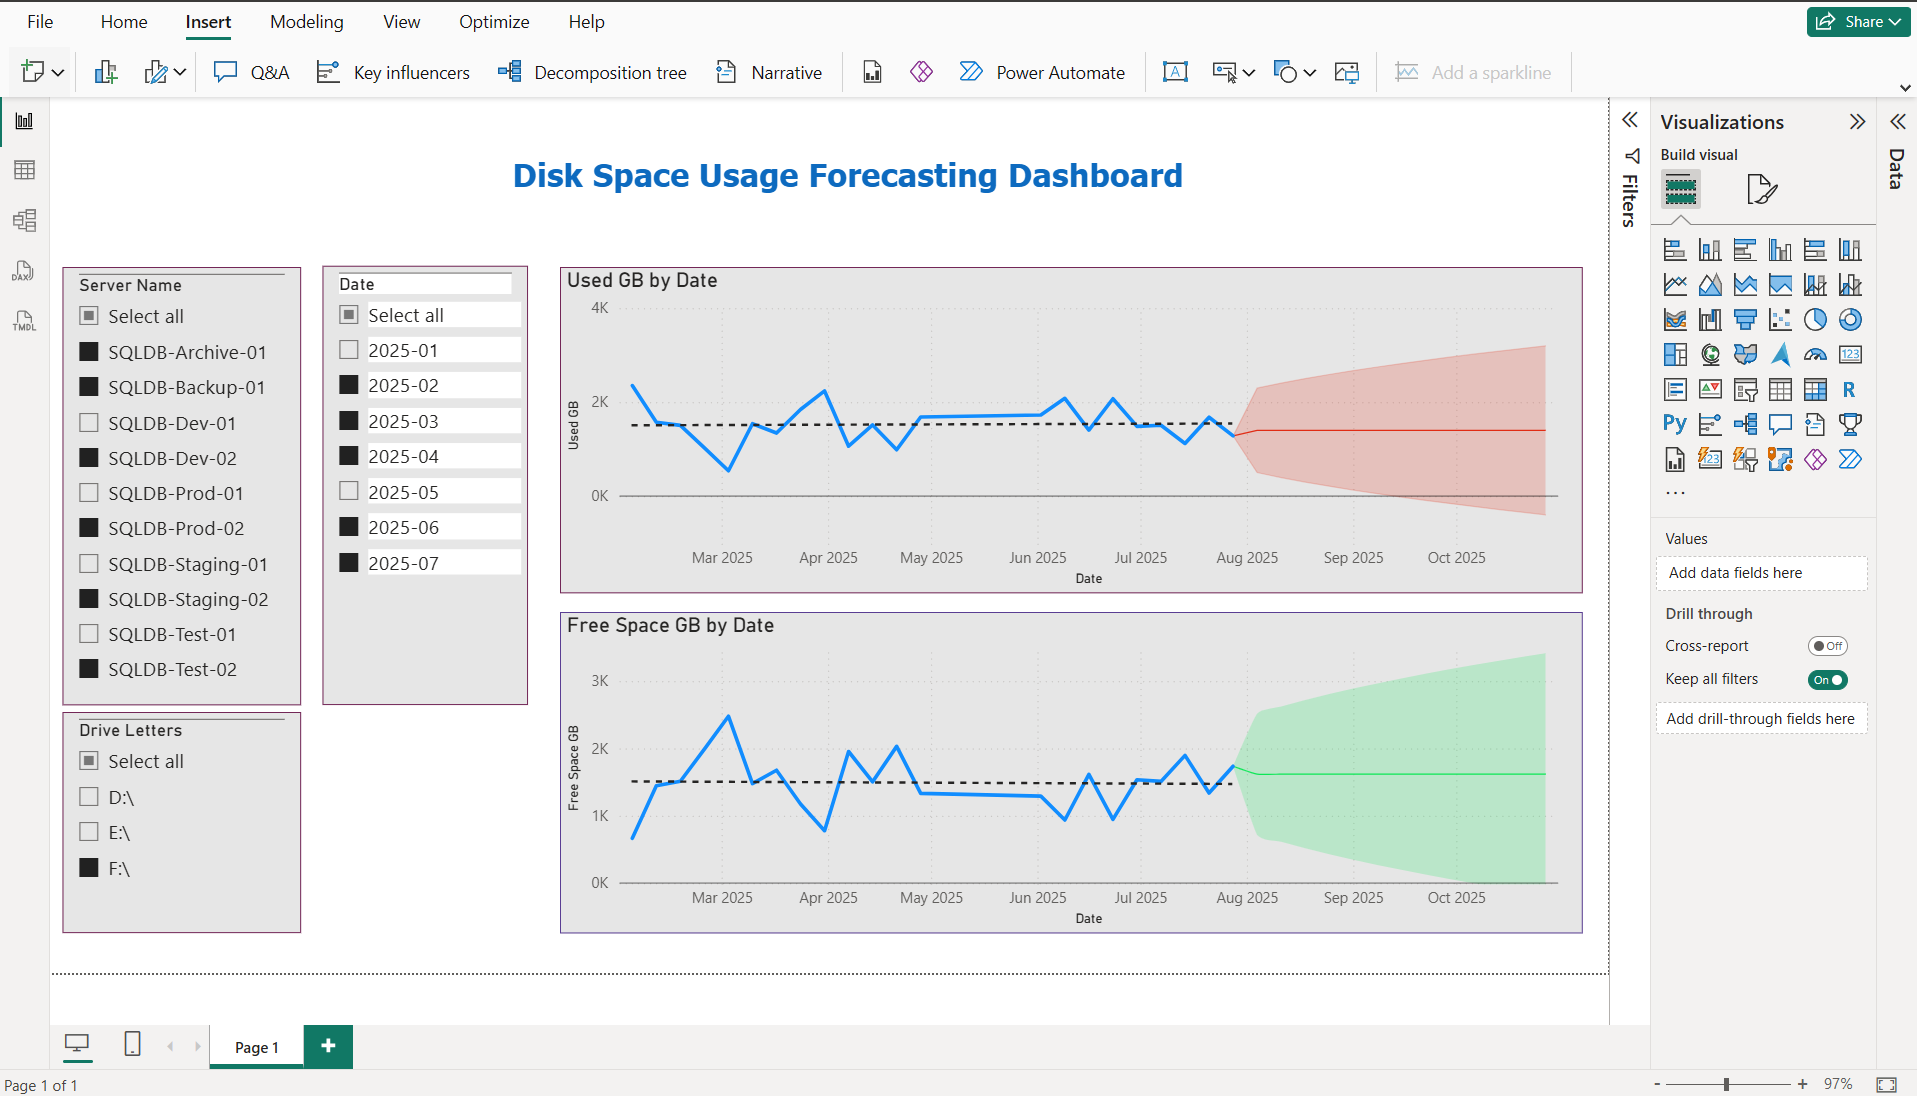 File Home Insert Modeling View Optimize Help
Share
Q&A Key influencers Decomposition tree Narrative Power Automate Add a sparkline
Disk Space Usage Forecasting Dashboard
Server Name
Select all
SQLDB-Archive-01
SQLDB-Backup-01
SQLDB-Dev-01
SQLDB-Dev-02
SQLDB-Prod-01
SQLDB-Prod-02
SQLDB-Staging-01
SQLDB-Staging-02
SQLDB-Test-01
SQLDB-Test-02
Drive Letters
Select all
D:\
E:\
F:\
Date
Select all
2025-01
2025-02
2025-03
2025-04
2025-05
2025-06
2025-07
Used GB by Date
4K
2K
0K
Used GB
Mar 2025 Apr 2025 May 2025 Jun 2025 Jul 2025 Aug 2025 Sep 2025 Oct 2025
Date
Free Space GB by Date
3K
2K
1K
0K
Free Space GB
Mar 2025 Apr 2025 May 2025 Jun 2025 Jul 2025 Aug 2025 Sep 2025 Oct 2025
Date
Filters
Visualizations
Build visual
123
R
Py
123
...
Values
Add data fields here
Drill through
Cross-report Off
Keep all filters On
Add drill-through fields here
Data
DAX
TMDL
Page 1
+
Page 1 of 1
- + 97%